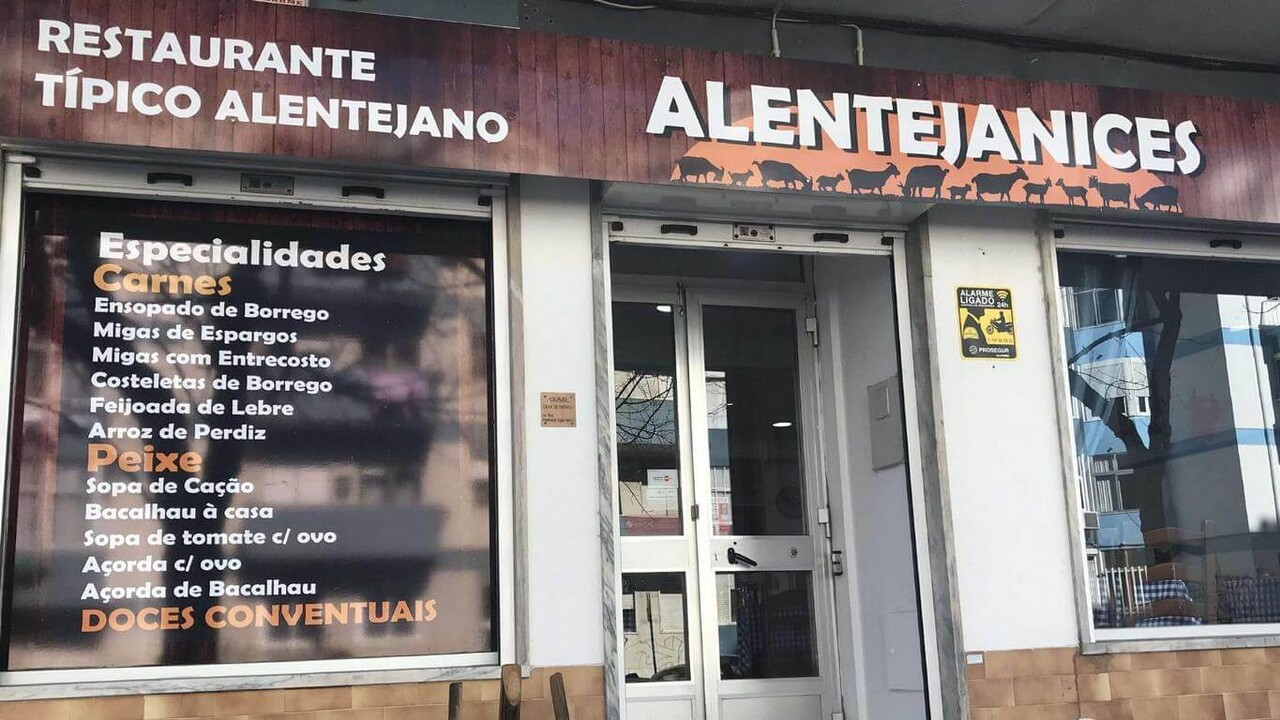 RESTAURANTE
TÍPICO ALENTEJANO
ALENTEJANICES
Especialidades
Carnes
Ensopado de Borrego
Migas de Espargos
Migas com Entrecosto
Costeletas de Borrego
Feijoada de Lebre
Arroz de Perdiz
Peixe
Sopa de Cação
Bacalhau à casa
Sopa de tomate c/ ovo
Açorda c/ ovo
Açorda de Bacalhau
DOCES CONVENTUAIS
ALARME
LIGADO
24h
PROSEGUR